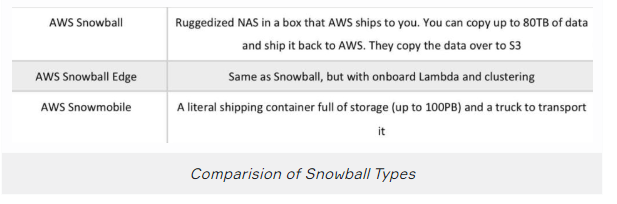 AWS Snowball
Ruggedized NAS in a box that AWS ships to you. You can copy up to 80TB of data
and ship it back to AWS. They copy the data over to S3
AWS Snowball Edge
Same as Snowball, but with onboard Lambda and clustering
AWS Snowmobile
A literal shipping container full of storage (up to 100PB) and a truck to transport
it
Comparision of Snowball Types